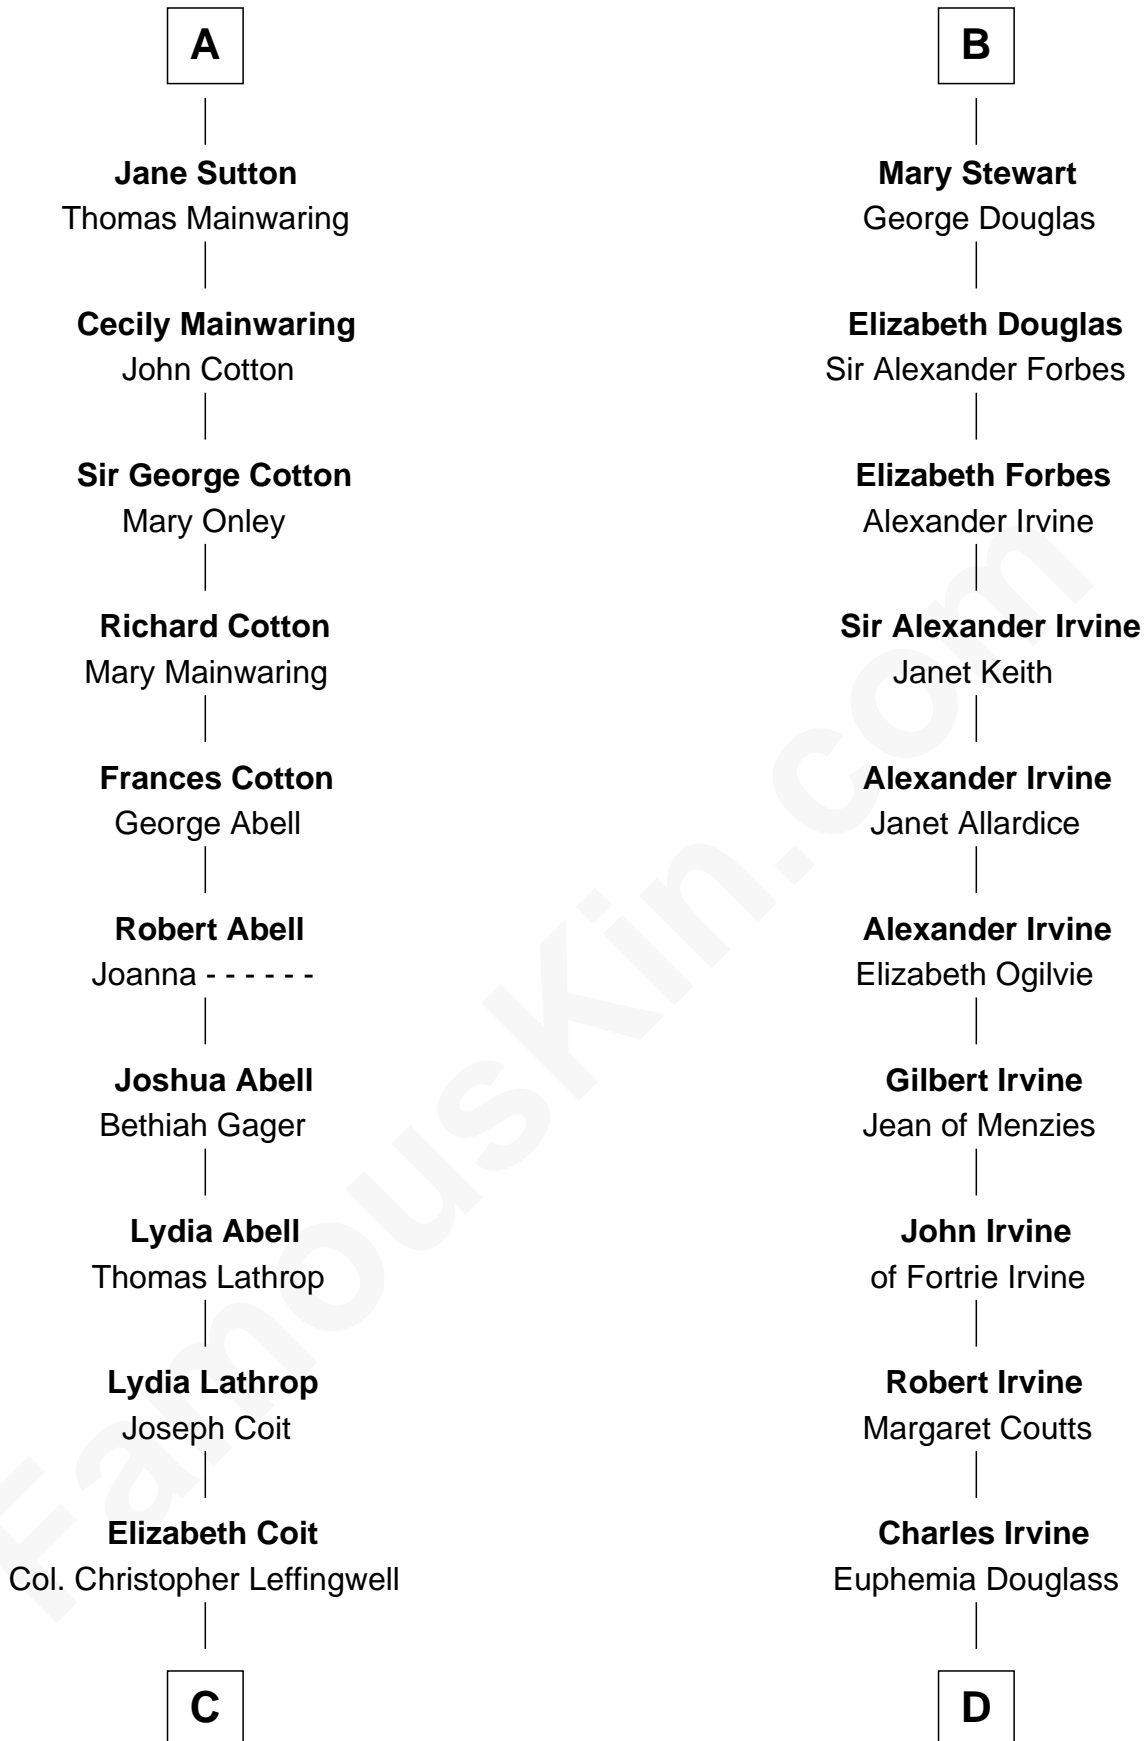 A
Jane Sutton
Thomas Mainwaring
Cecily Mainwaring
John Cotton
Sir George Cotton
Mary Onley
Richard Cotton
Mary Mainwaring
Frances Cotton
George Abell
Robert Abell
Joanna - - - - - -
Joshua Abell
Bethiah Gager
Lydia Abell
Thomas Lathrop
Lydia Lathrop
Joseph Coit
Elizabeth Coit
Col. Christopher Leffingwell
C
B
Mary Stewart
George Douglas
Elizabeth Douglas
Sir Alexander Forbes
Elizabeth Forbes
Alexander Irvine
Sir Alexander Irvine
Janet Keith
Alexander Irvine
Janet Allardice
Alexander Irvine
Elizabeth Ogilvie
Gilbert Irvine
Jean of Menzies
John Irvine
of Fortrie Irvine
Robert Irvine
Margaret Coutts
Charles Irvine
Euphemia Douglass
D
FamousKin.com